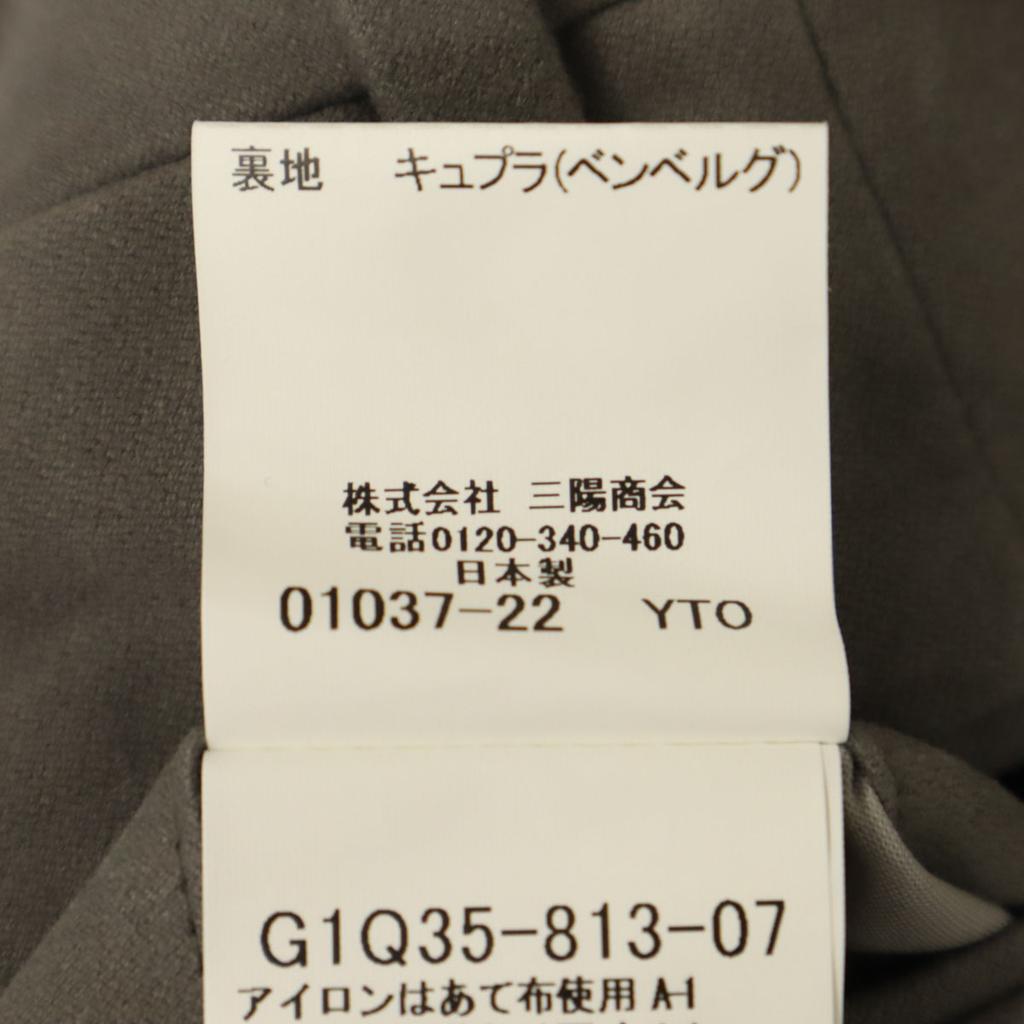 裏地 キュプラ(ベンベルグ)
株式会社 三陽商会
電話0120-340-460
日本製
01037-22 YTO
G1Q35-813-07
アイロンはあて布使用 A-1